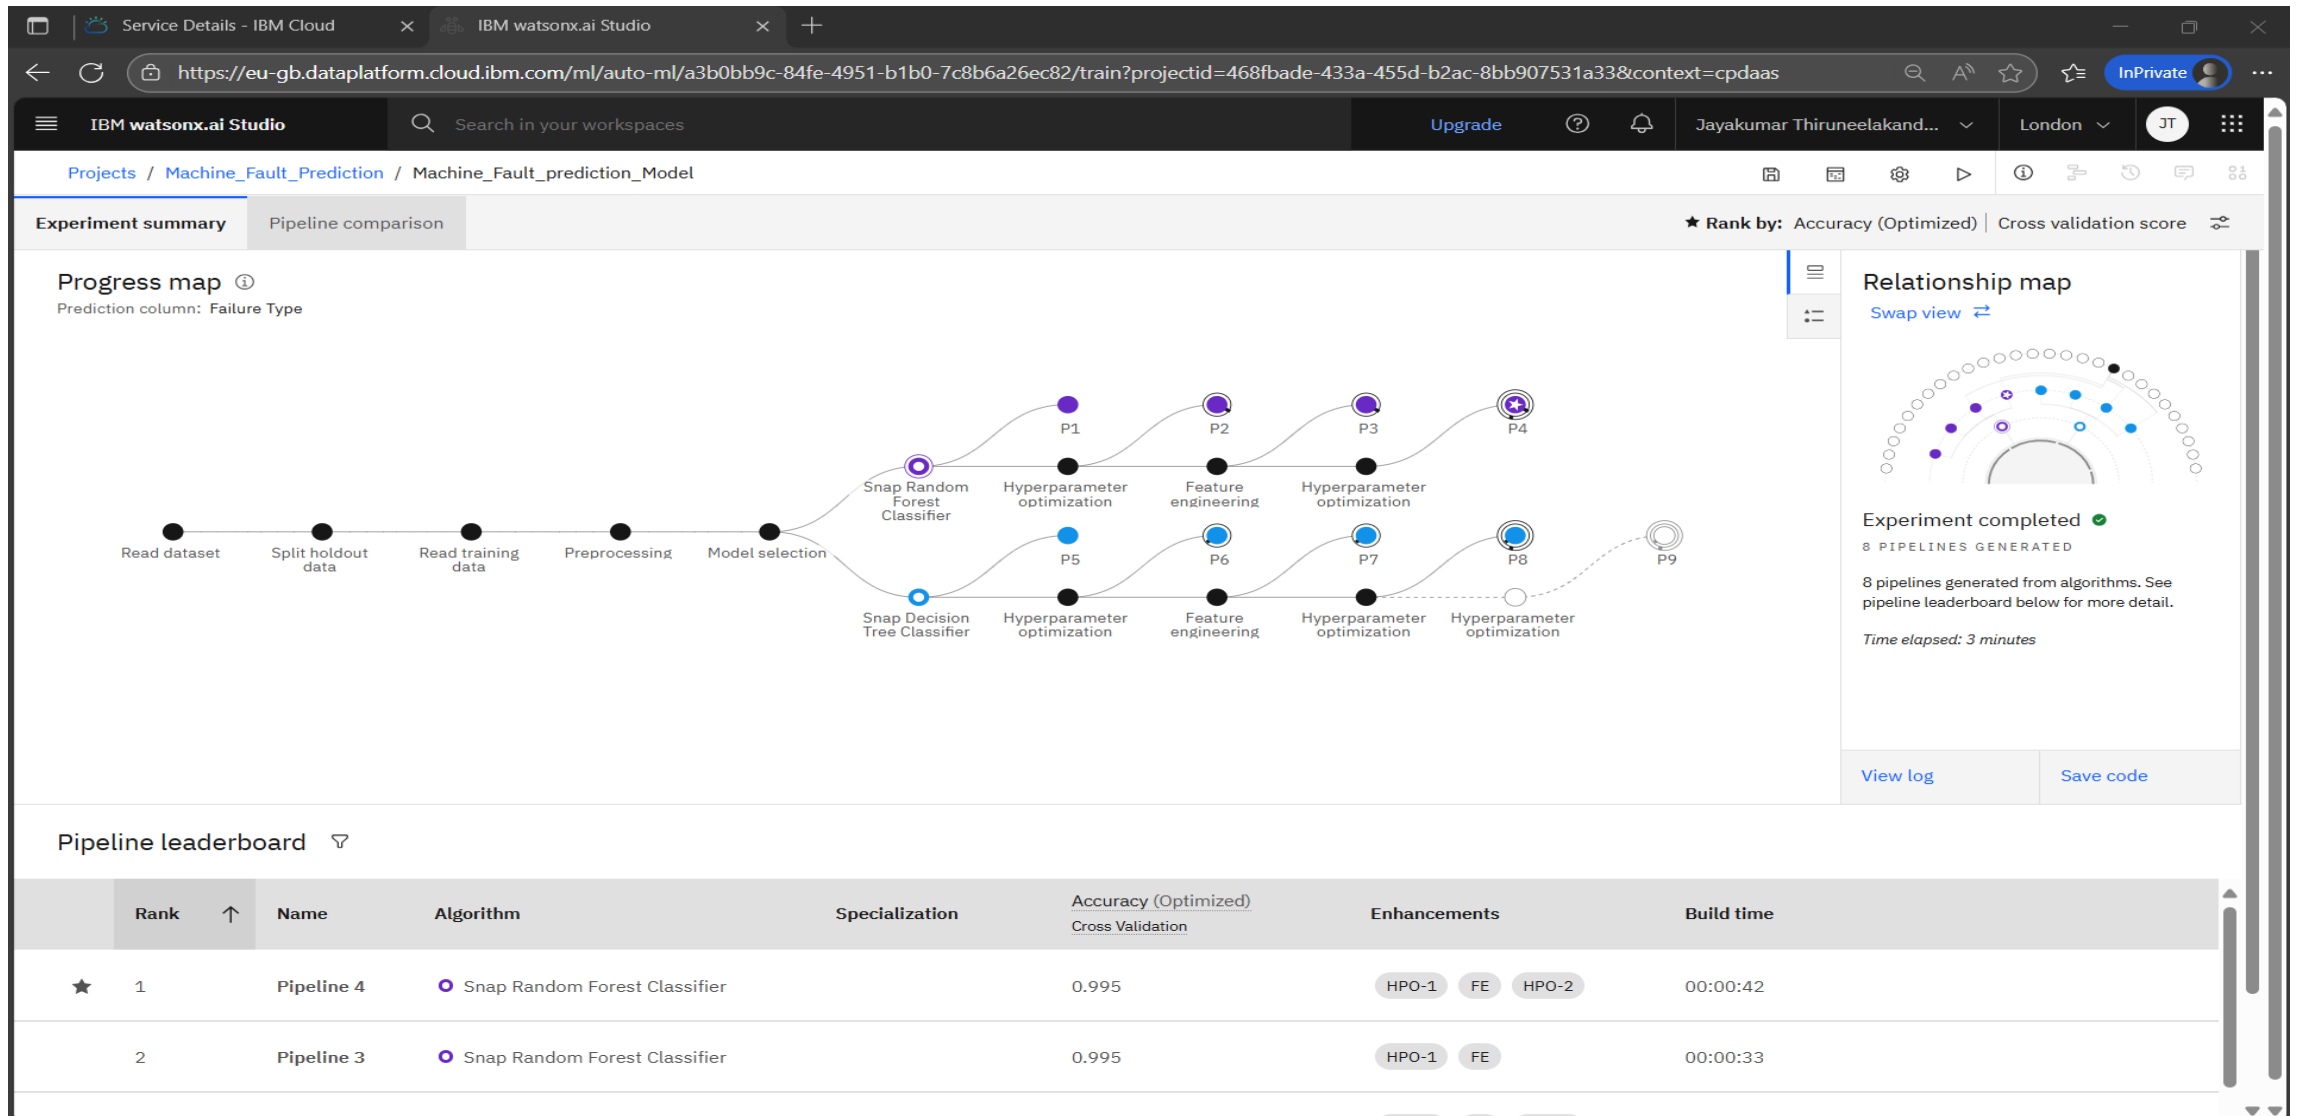 Service Details - IBM Cloud
IBM watsonx.ai Studio
https://eu-gb.dataplatform.cloud.ibm.com/ml/auto-ml/a3b0bb9c-84fe-4951-b1b0-7c8b6a26ec82/train?projectid=468fbade-433a-455d-b2ac-8bb907531a33&context=cpdaas
InPrivate
IBM watsonx.ai Studio
Search in your workspaces
Upgrade
Jayakumar Thiruneelakand...
London
JT
Projects / Machine_Fault_Prediction / Machine_Fault_prediction_Model
Experiment summary
Pipeline comparison
Rank by: Accuracy (Optimized) | Cross validation score
Progress map
Prediction column: Failure Type
P1
P2
P3
P4
Snap Random
Forest
Classifier
Hyperparameter
optimization
Feature
engineering
Hyperparameter
optimization
Read dataset
Split holdout
data
Read training
data
Preprocessing
Model selection
P5
P6
P7
P8
P9
Snap Decision
Tree Classifier
Hyperparameter
optimization
Feature
engineering
Hyperparameter
optimization
Hyperparameter
optimization
Relationship map
Swap view
Experiment completed
8 PIPELINES GENERATED
8 pipelines generated from algorithms. See
pipeline leaderboard below for more detail.
Time elapsed: 3 minutes
View log
Save code
Pipeline leaderboard
Rank
Name
Algorithm
Specialization
Accuracy (Optimized)
Cross Validation
Enhancements
Build time
1 Pipeline 4 Snap Random Forest Classifier 0.995 HPO-1 FE HPO-2 00:00:42
2 Pipeline 3 Snap Random Forest Classifier 0.995 HPO-1 FE 00:00:33